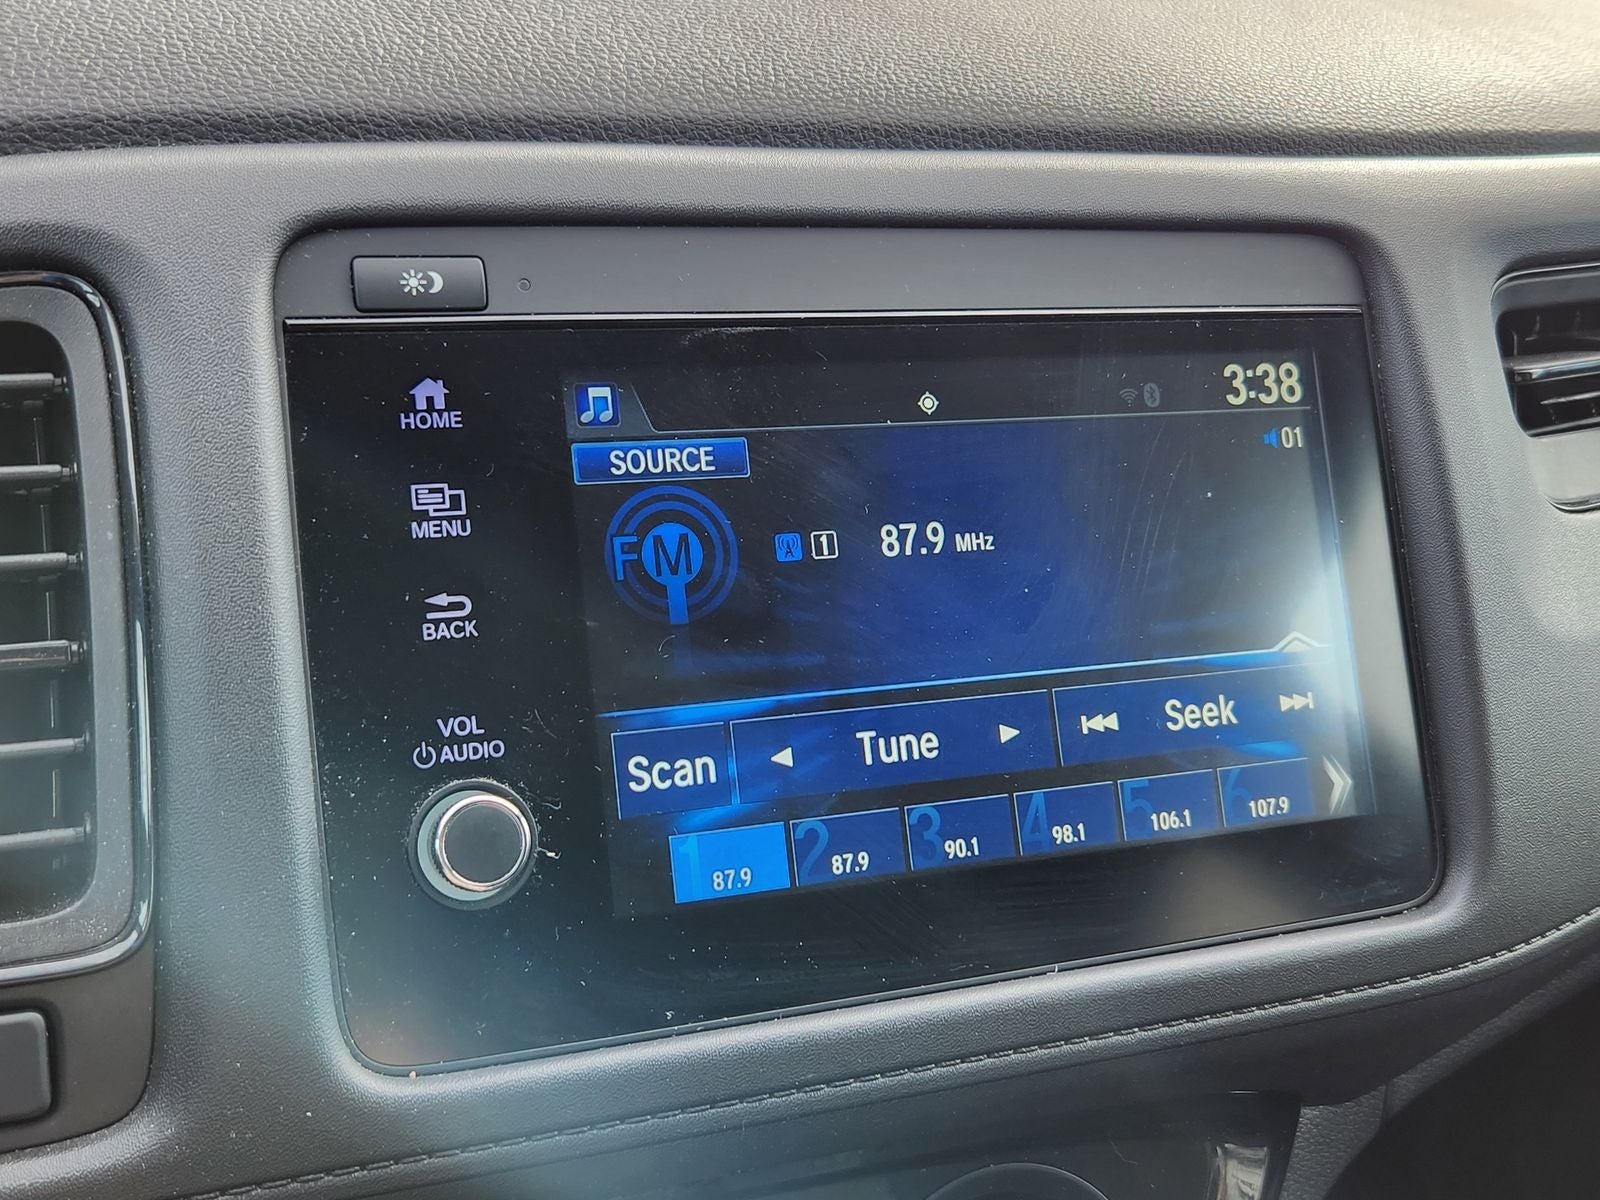 HOME
MENU
BACK
VOL
AUDIO
3:38
01
SOURCE
FM
1 87.9 MHz
Scan
Tune
Seek
1 87.9
2 87.9
3 90.1
4 98.1
5 106.1
6 107.9